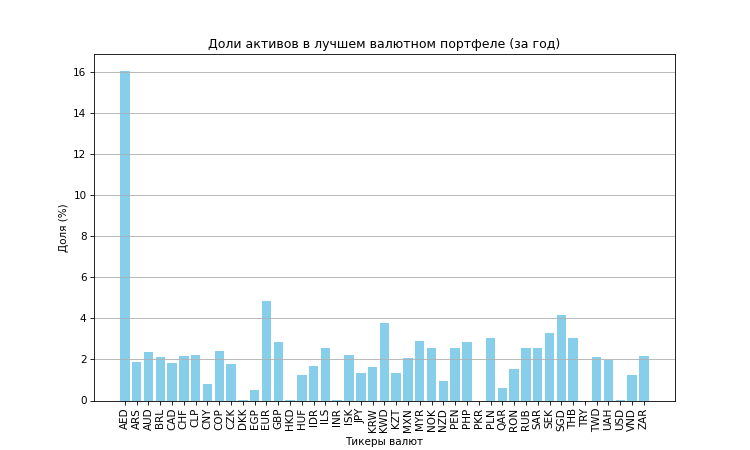 Доли активов в лучшем валютном портфеле (за год)
Доля (%)
16
14
12
10
8
6
4
2
0
AED ARS AUD BRL CAD CHF CLP CNY COP CZK DKK EGP EUR GBP HKD HUF IDR ILS INR ISK JPY KRW KWD KZT MXN MYR NOK NZD PEN PHP PKR PLN QAR RON RUB SAR SEK SGD THB TRY TWD UAH USD VND ZAR
Тикеры валют